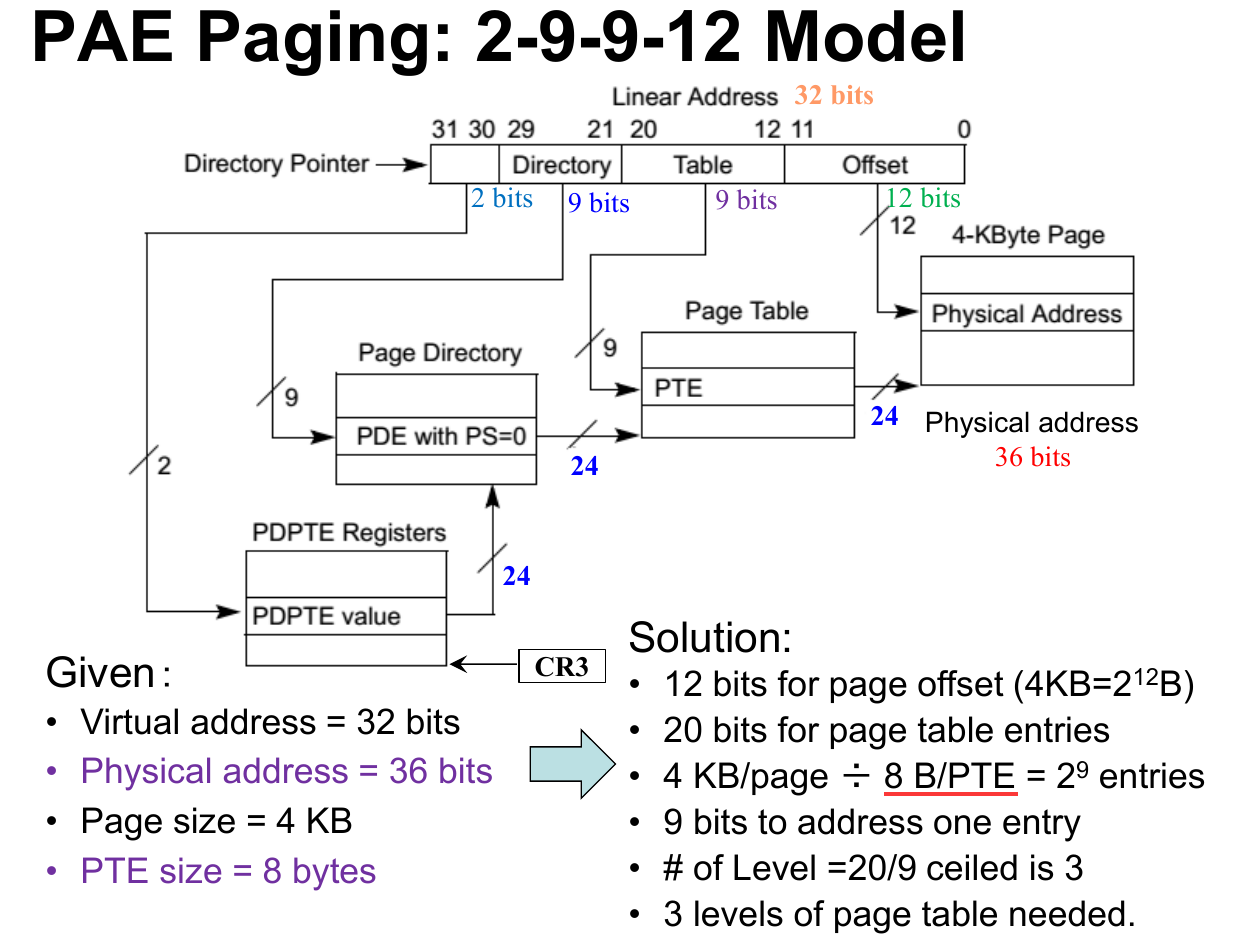 PAE Paging: 2-9-9-12 Model
Linear Address 32 bits
31 30 29 21 20 12 11 0
Directory Pointer Directory Table Offset
2 bits 9 bits 9 bits 12 bits
12
4-KByte Page
Physical Address
Page Table
9
PTE
24
Physical address
36 bits
Page Directory
9
PDE with PS=0
24
2
PDPTE Registers
24
PDPTE value
CR3
Given:
• Virtual address = 32 bits
• Physical address = 36 bits
• Page size = 4 KB
• PTE size = 8 bytes
Solution:
• 12 bits for page offset (4KB=2¹²B)
• 20 bits for page table entries
• 4 KB/page ÷ 8 B/PTE = 2⁹ entries
• 9 bits to address one entry
• # of Level =20/9 ceiled is 3
• 3 levels of page table needed.